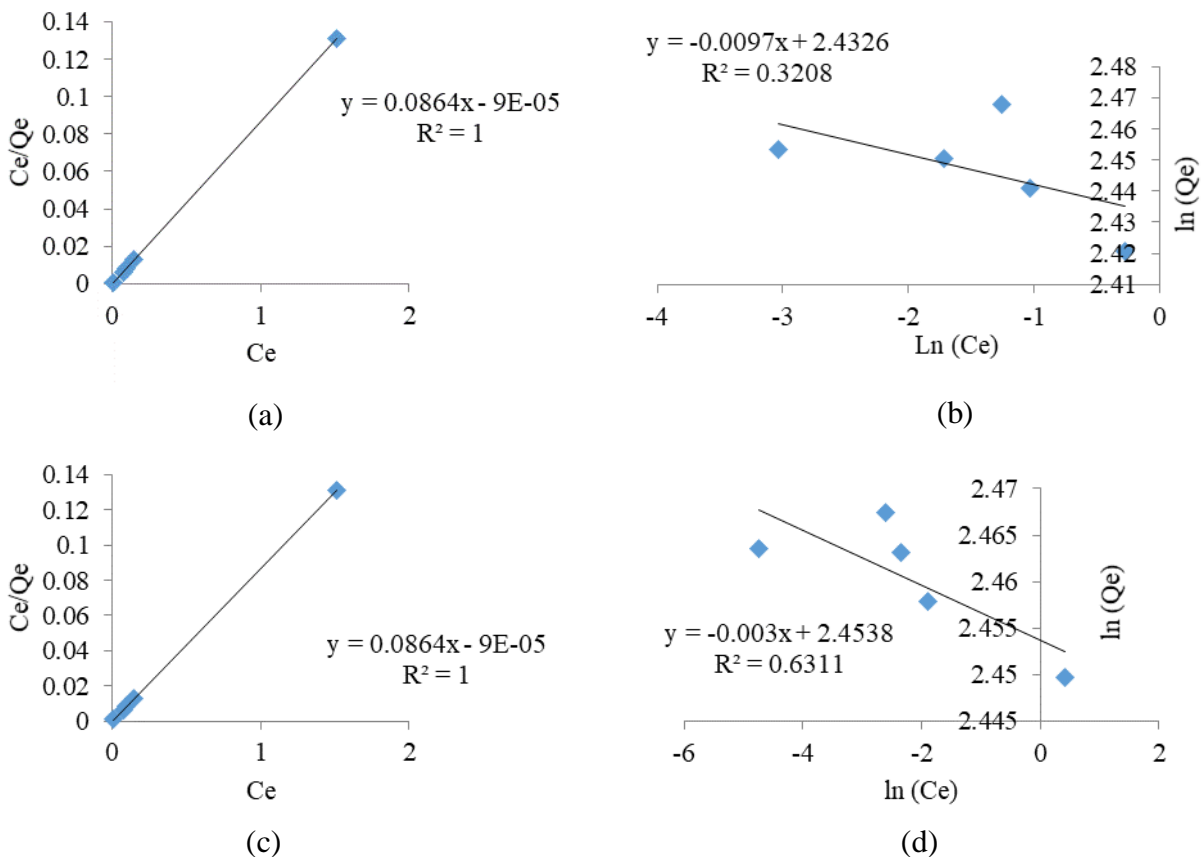 0.14
0.12
0.1
0.08
0.06
0.04
0.02
0
Ce/Qe
y = 0.0864x - 9E-05
R² = 1
0
1
2
Ce
(a)
y = -0.0097x + 2.4326
R² = 0.3208
2.48
2.47
2.46
2.45
2.44
2.43
2.42
2.41
ln (Qe)
-4
-3
-2
-1
0
Ln (Ce)
(b)
0.14
0.12
0.1
0.08
0.06
0.04
0.02
0
Ce/Qe
y = 0.0864x - 9E-05
R² = 1
0
1
2
Ce
(c)
2.47
2.465
2.46
2.455
2.45
2.445
ln (Qe)
y = -0.003x + 2.4538
R² = 0.6311
-6
-4
-2
0
2
ln (Ce)
(d)